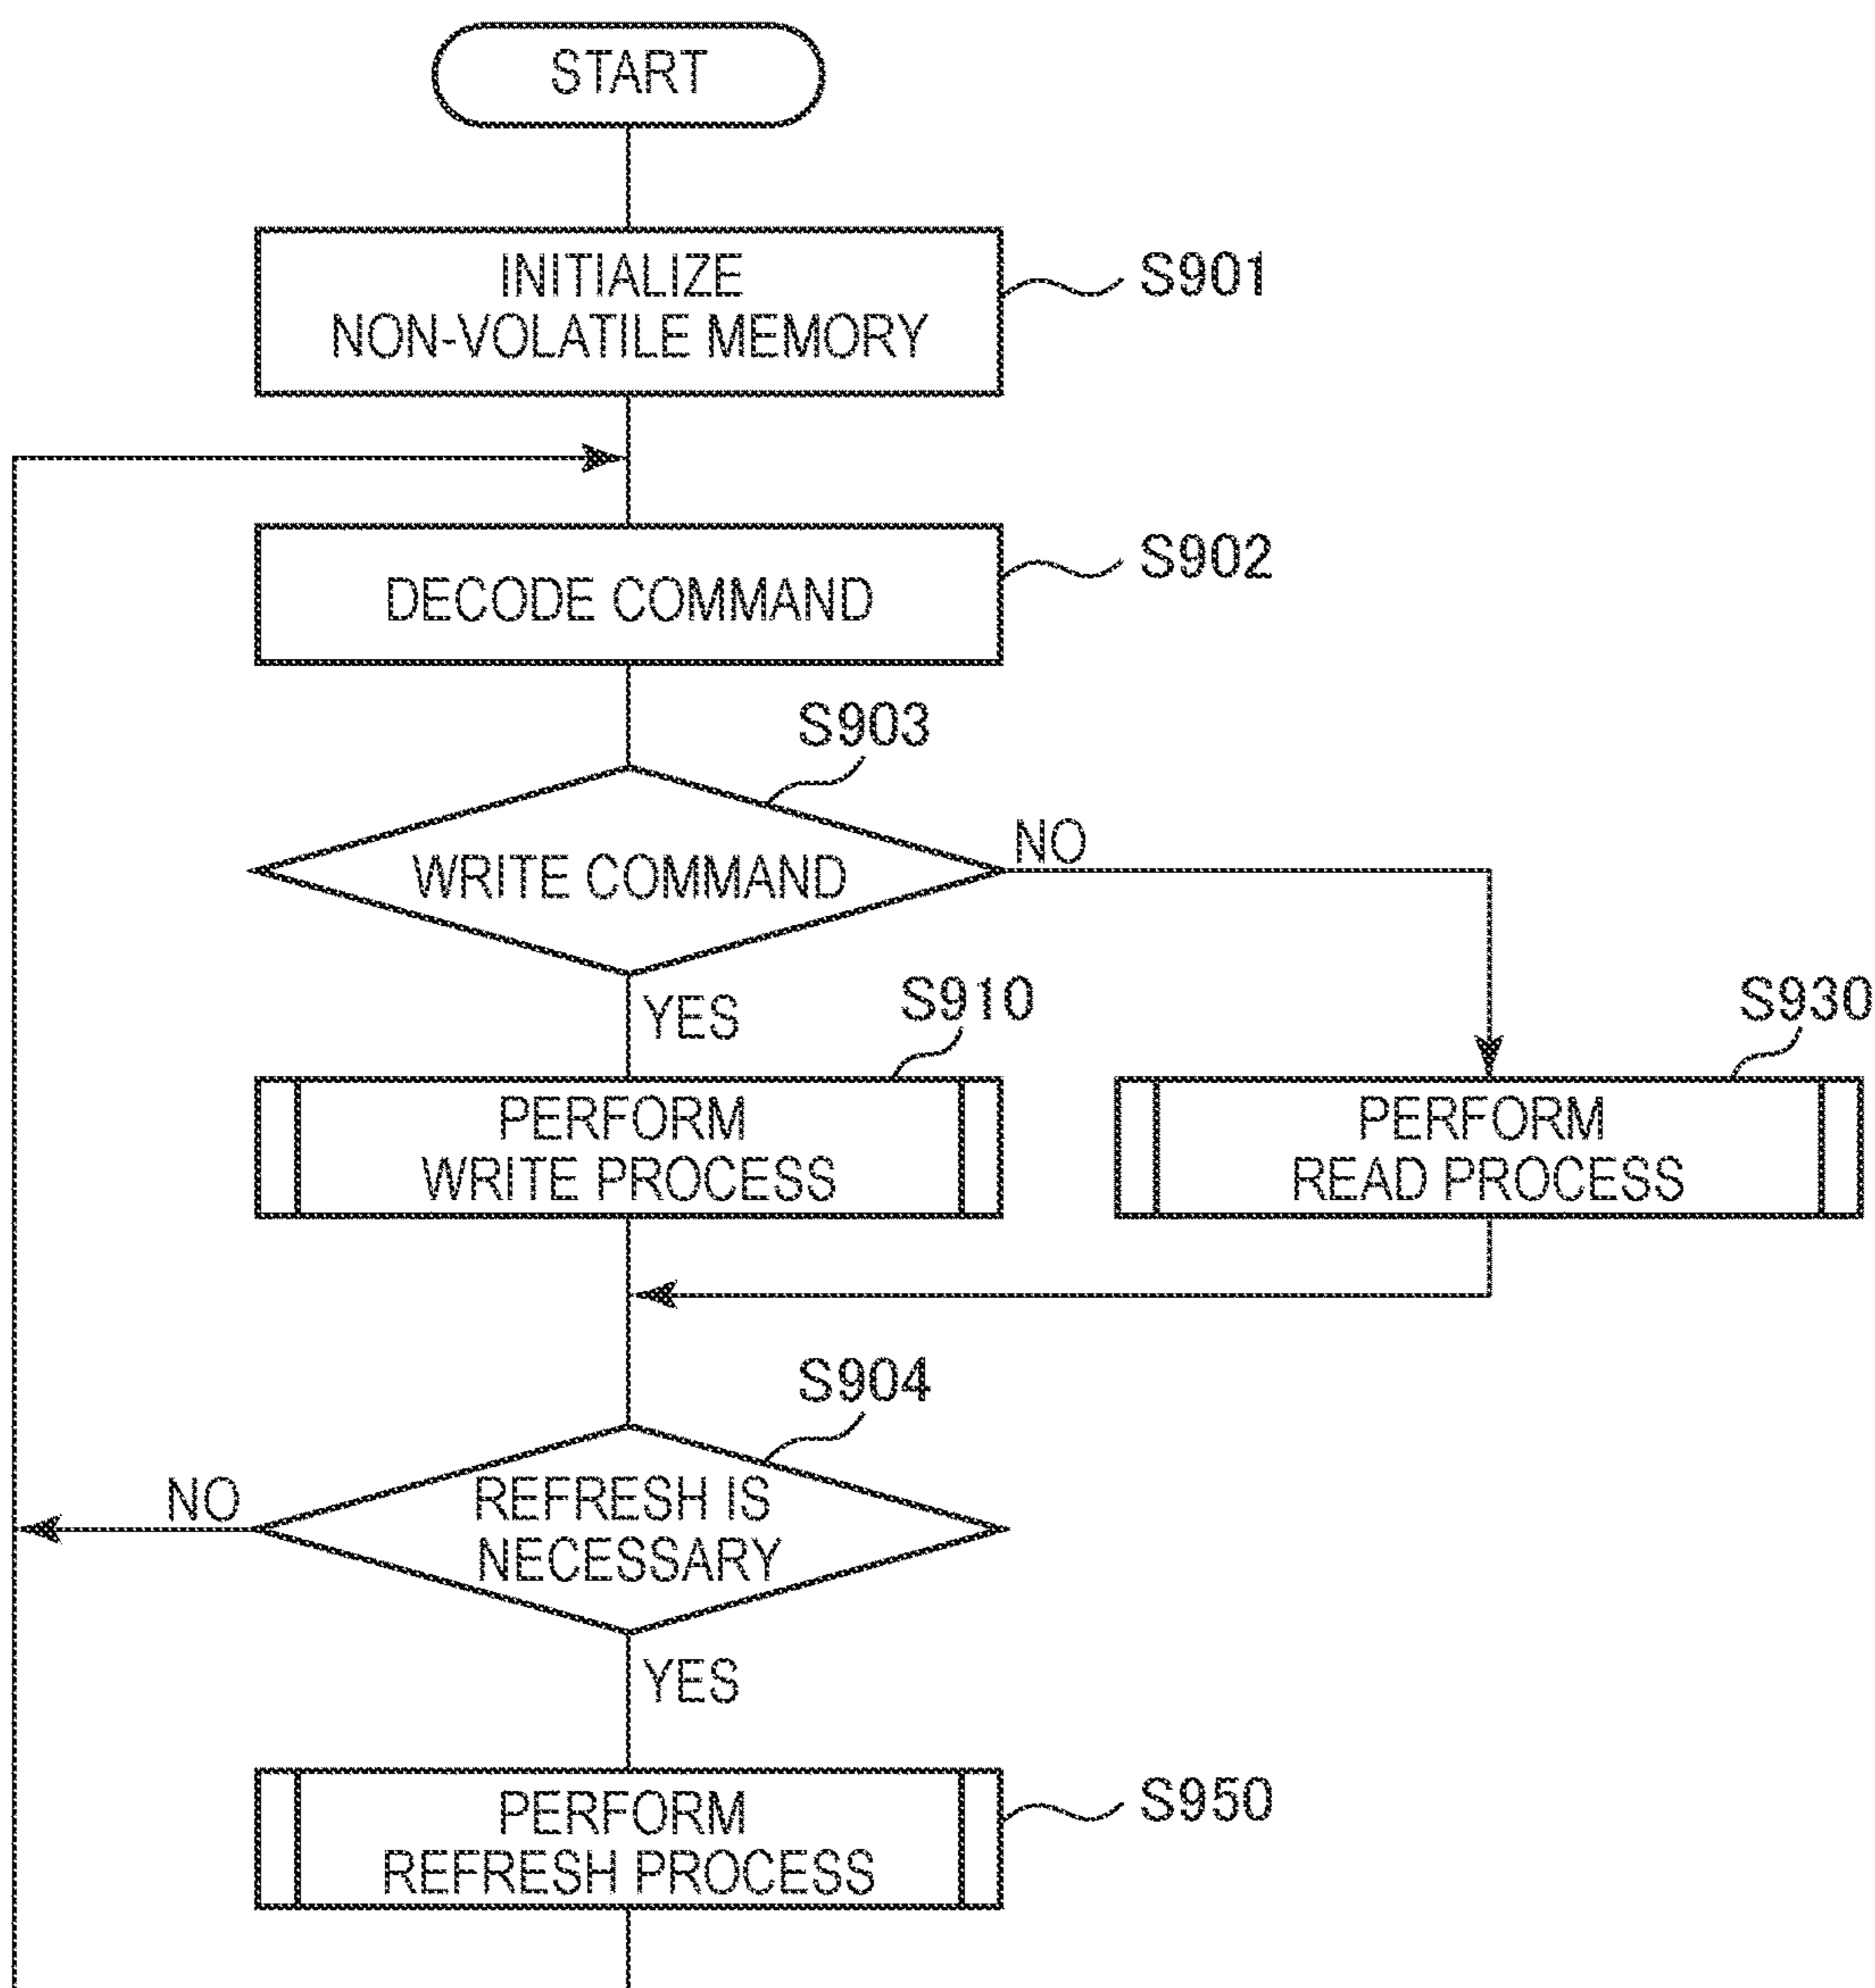 START
INITIALIZE
NON-VOLATILE MEMORY
S901
DECODE COMMAND
S902
S903
WRITE COMMAND
NO
YES
S910
S930
PERFORM
WRITE PROCESS
PERFORM
READ PROCESS
S904
REFRESH IS
NECESSARY
NO
YES
PERFORM
REFRESH PROCESS
S950